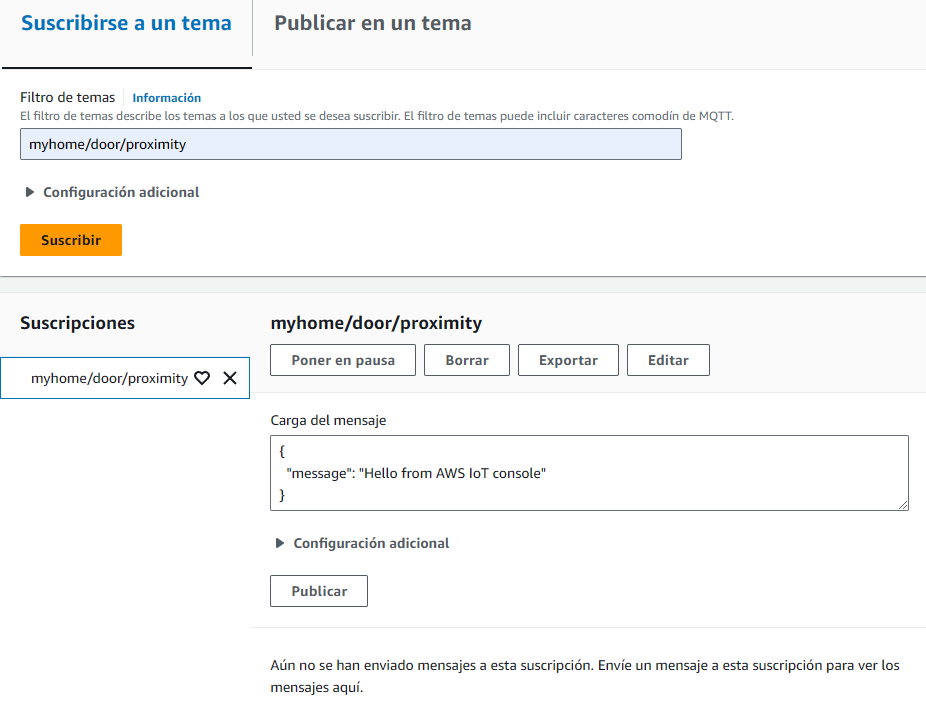 Suscribirse a un tema
Publicar en un tema
Filtro de temas
Información
El filtro de temas describe los temas a los que usted se desea suscribir. El filtro de temas puede incluir caracteres comodín de MQTT.
myhome/door/proximity
Configuración adicional
Suscribir
Suscripciones
myhome/door/proximity
myhome/door/proximity
Poner en pausa
Borrar
Exportar
Editar
Carga del mensaje
{
"message": "Hello from AWS IoT console"
}
Configuración adicional
Publicar
Aún no se han enviado mensajes a esta suscripción. Envíe un mensaje a esta suscripción para ver los
mensajes aquí.